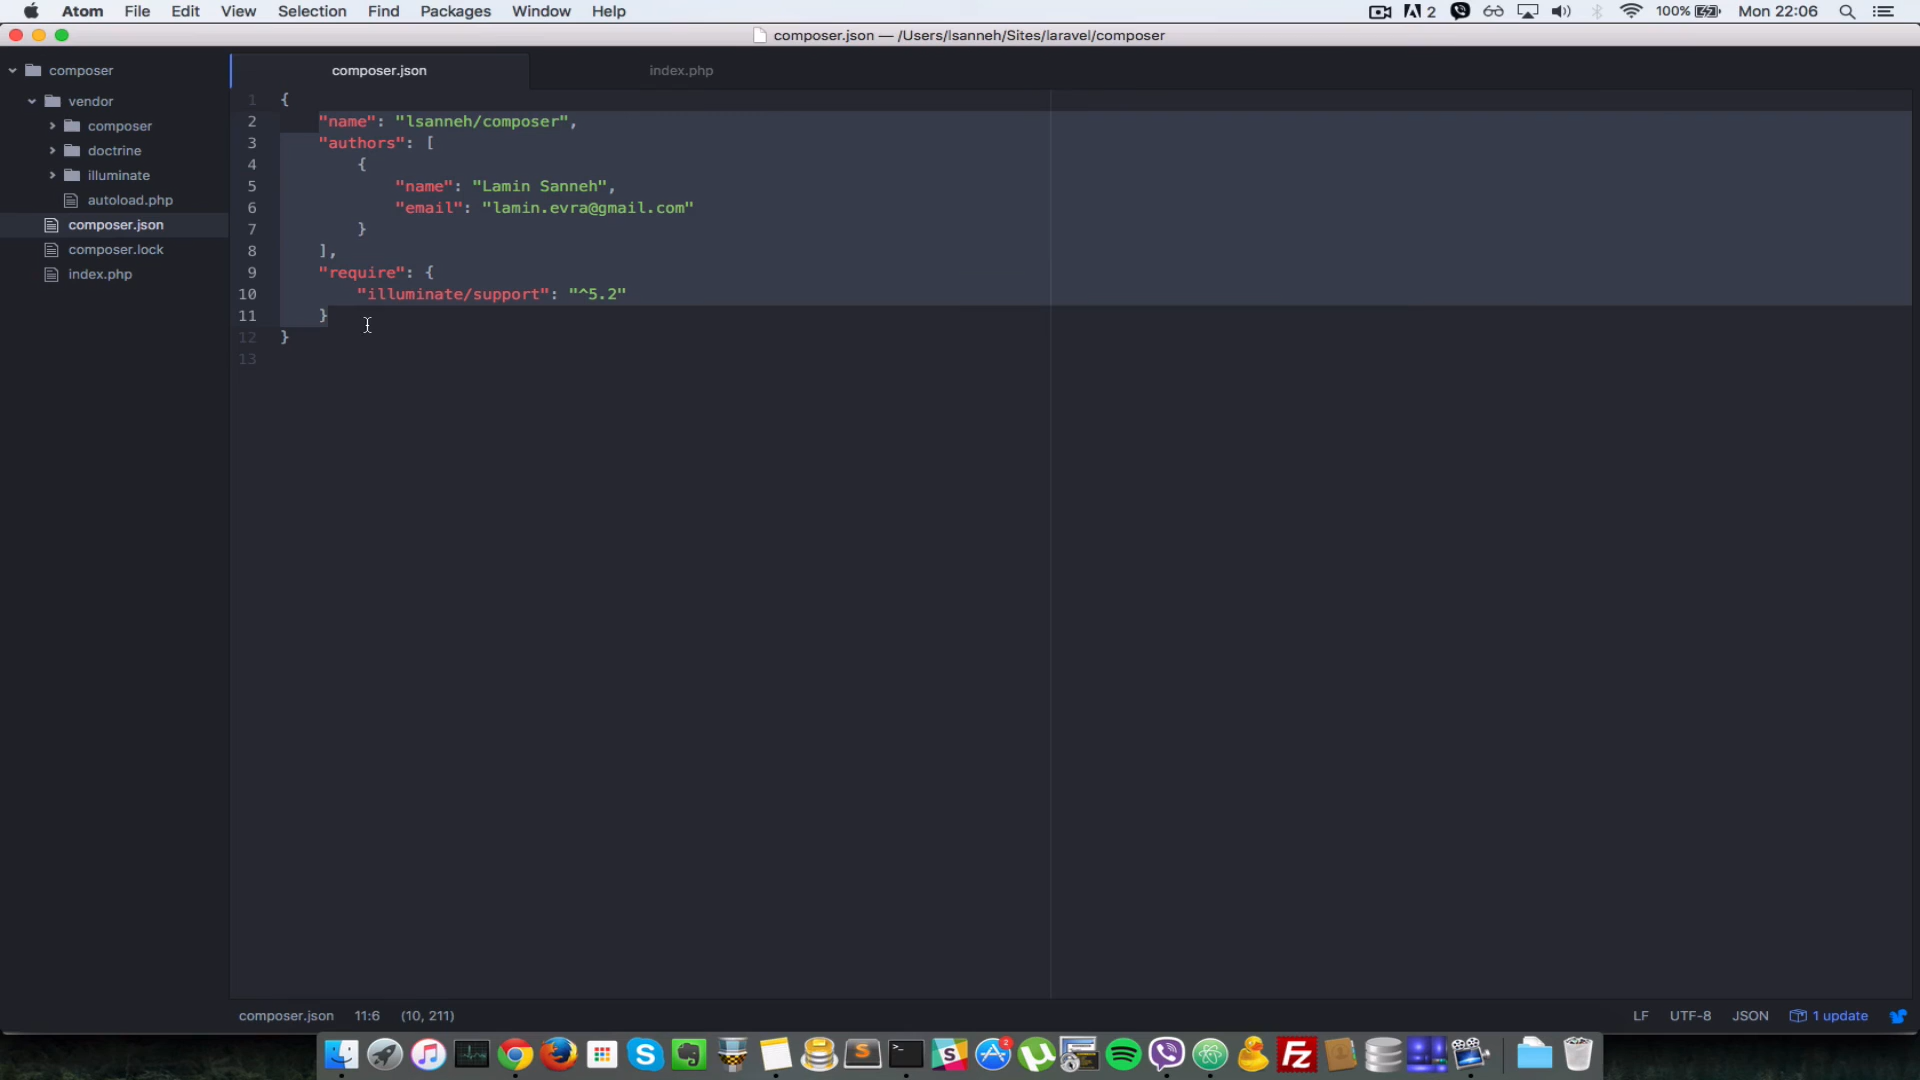 Atom File Edit View Selection Find Packages Window Help 2 100% Mon 22:06
composer.json — /Users/lsanneh/Sites/laravel/composer
composer
vendor
composer
doctrine
illuminate
autoload.php
composer.json
composer.lock
index.php
composer.json index.php
1 {
2 "name": "lsanneh/composer",
3 "authors": [
4 {
5 "name": "Lamin Sanneh",
6 "email": "lamin.evra@gmail.com"
7 }
8 ],
9 "require": {
10 "illuminate/support": "^5.2"
11 }
12 }
13
composer.json 11:6 (10, 211) LF UTF-8 JSON 1 update